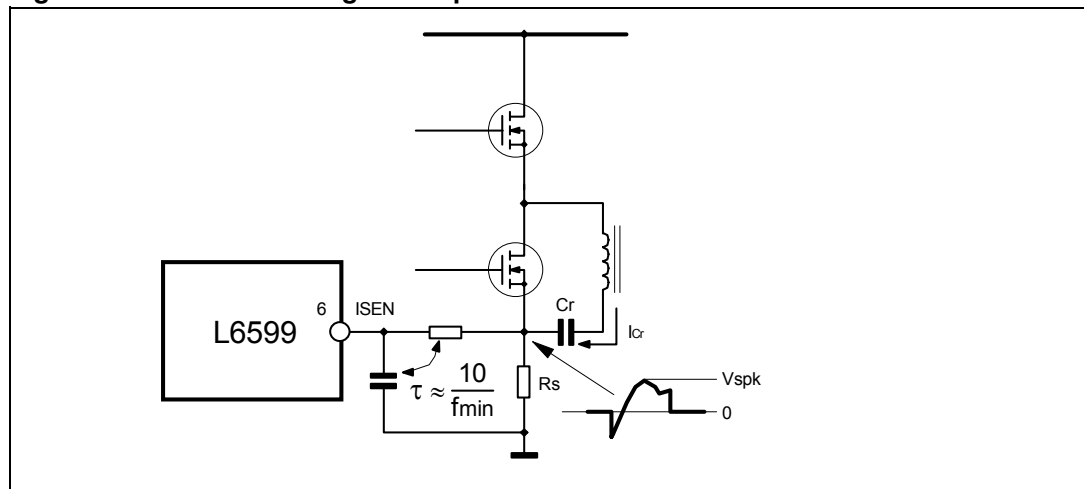 6 ISEN
L6599
Cr
ICr
τ ≈ 10/fmin
Rs
Vspk
0